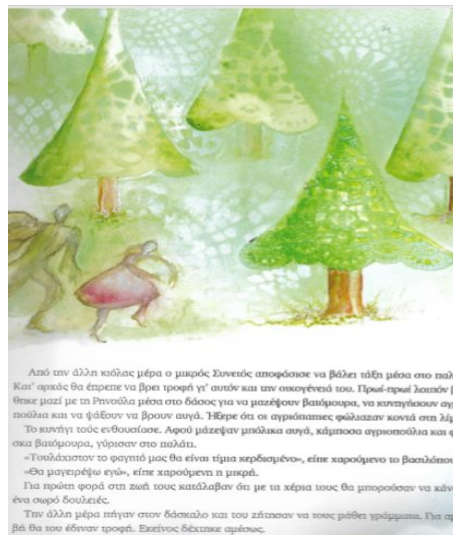 Από την άλλη κιόλας μέρα ο μικρός Συνετός αποφάσισε να βάλει τάξη μέσα στο παλ
Κατ' αρχάς θα έπρεπε να βρει τροφή γι' αυτόν και την οικογένειά του. Πρωί-πρωί λοιπόν
θηκε μαζί με τη Ρηνούλα μέσα στο δάσος για να μαζέψουν βατόμουρα, να κυνηγήσουν αγ
πούλια και να ψάξουν να βρουν αυγά. Ήξερε ότι οι αγριόπαπιες φώλιαζαν κοντά στη λί
Το κυνήγι τούς ενθουσίασε. Αφού μάζεψαν μπόλικα αυγά, κάμποσα αγριοπούλια και φ
σκα βατόμουρα, γύρισαν στο παλάτι.
«Τουλάχιστον το φαγητό μας θα είναι τίμια κερδισμένο», είπε χαρούμενο το βασιλόπου
«Θα μαγειρέψω εγώ», είπε χαρούμενη η μικρή.
Για πρώτη φορά στη ζωή τους κατάλαβαν ότι με τα χέρια τους θα μπορούσαν να κάν
ένα σωρό δουλειές.
Την άλλη μέρα πήγαν στον δάσκαλο και του ζήτησαν να τους μάθει γράμματα. Για α
βή θα του έδιναν τροφή. Εκείνος δέχτηκε αμέσως.